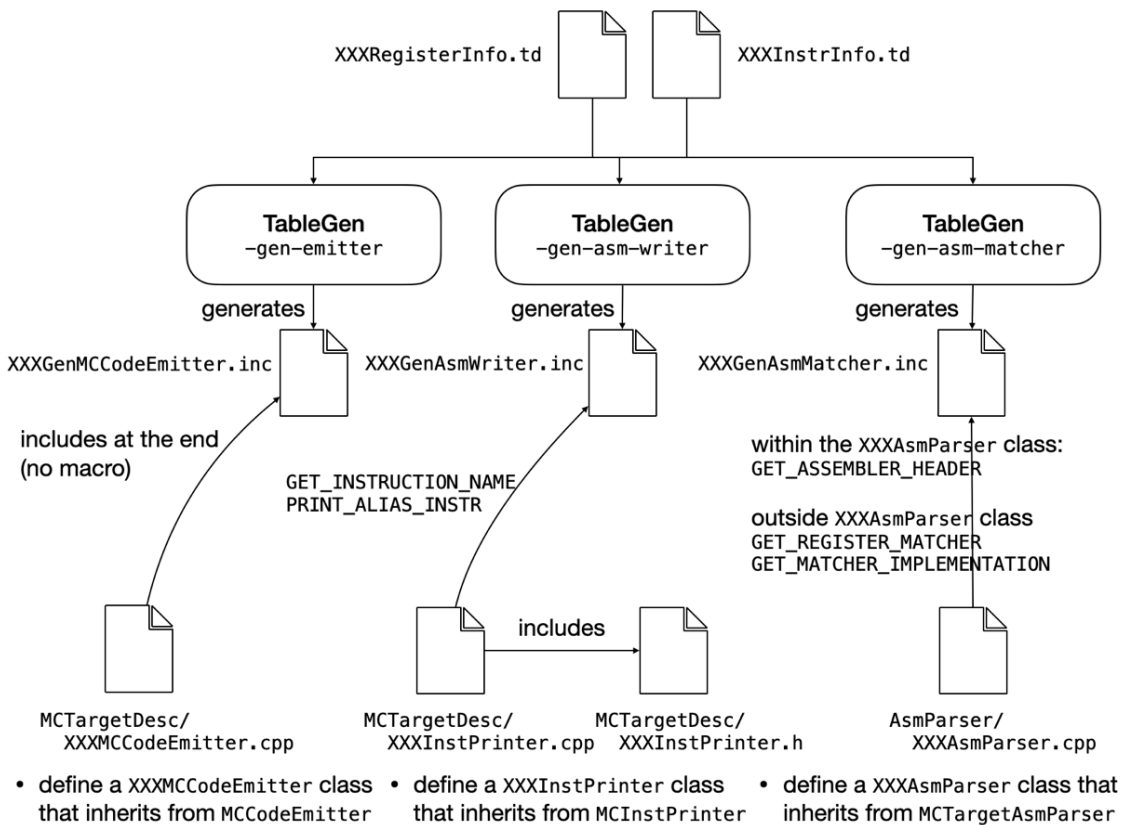 XXXRegisterInfo.td
XXXInstrInfo.td
TableGen
-gen-emitter
TableGen
-gen-asm-writer
TableGen
-gen-asm-matcher
generates
generates
generates
XXXGenMCCodeEmitter.inc
XXXGenAsmWriter.inc
XXXGenAsmMatcher.inc
includes at the end
(no macro)
GET_INSTRUCTION_NAME
PRINT_ALIAS_INSTR
within the XXXAsmParser class:
GET_ASSEMBLER_HEADER
outside XXXAsmParser class
GET_REGISTER_MATCHER
GET_MATCHER_IMPLEMENTATION
includes
MCTargetDesc/
XXXMCCodeEmitter.cpp
MCTargetDesc/
XXXInstPrinter.cpp
MCTargetDesc/
XXXInstPrinter.h
AsmParser/
XXXAsmParser.cpp
• define a XXXMCCodeEmitter class
that inherits from MCCodeEmitter
• define a XXXInstPrinter class
that inherits from MCInstPrinter
• define a XXXAsmParser class that
inherits from MCTargetAsmParser